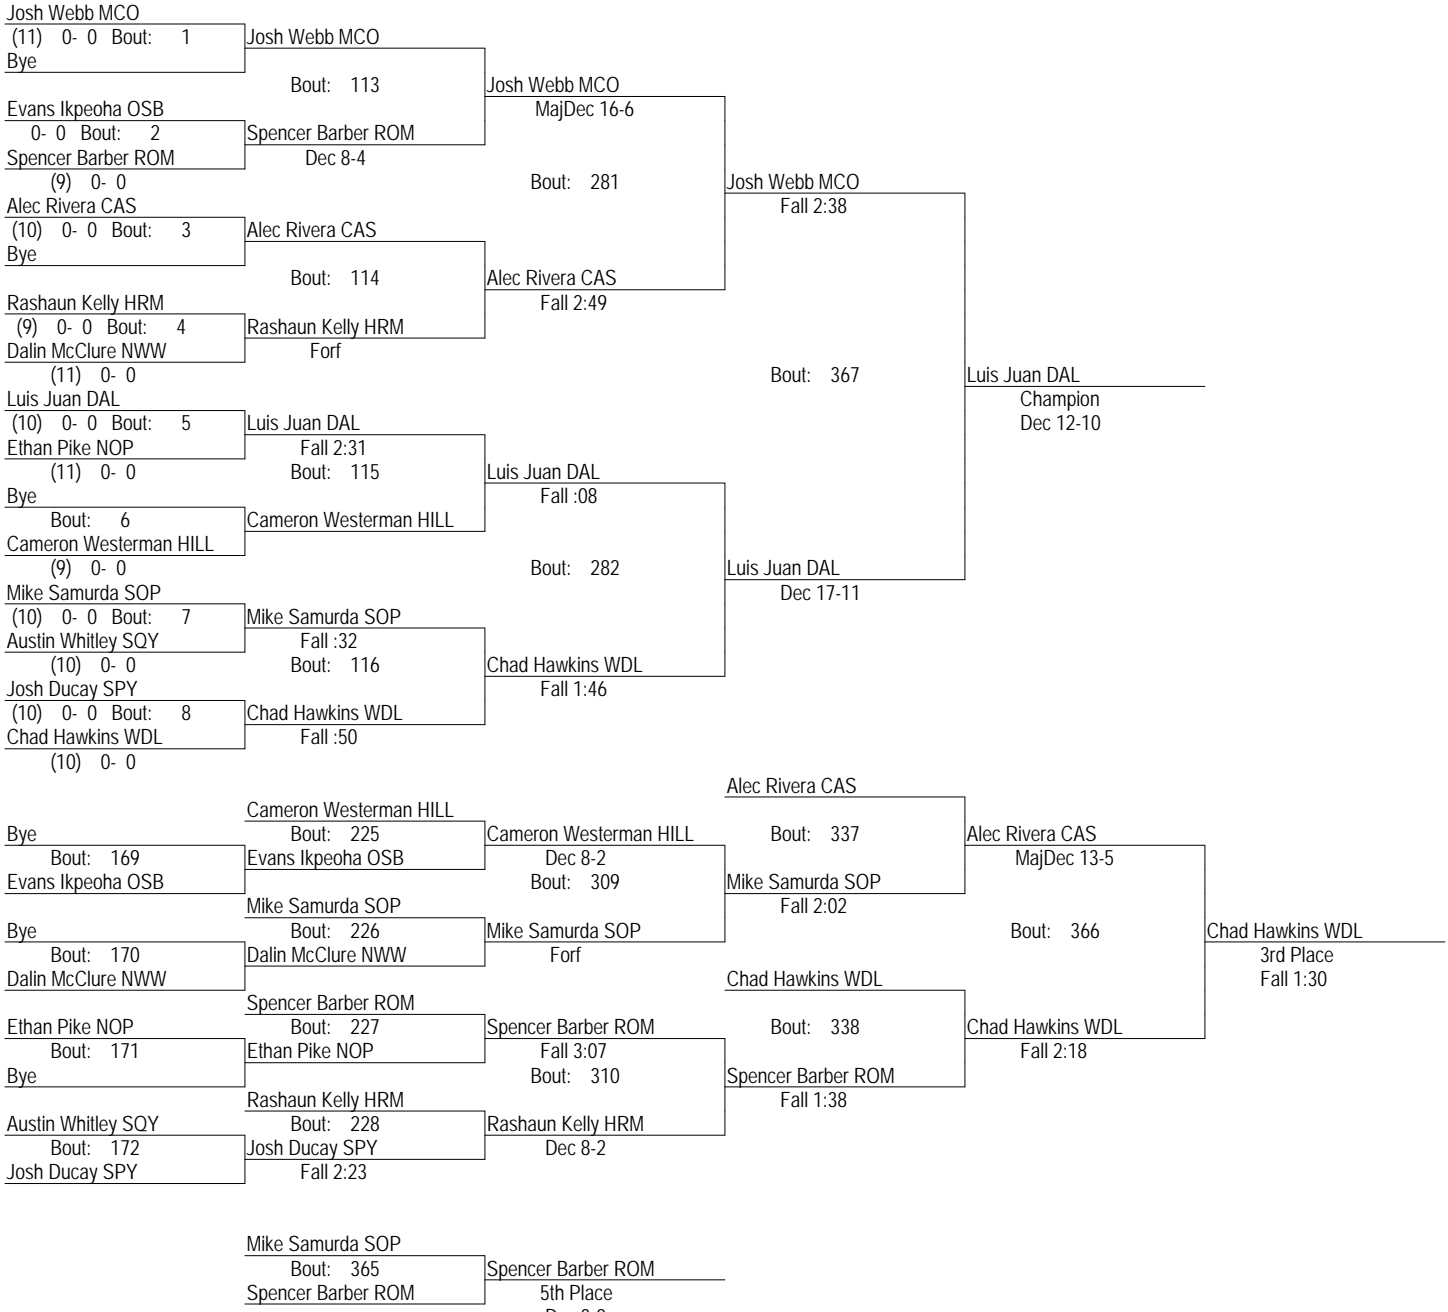 Josh Webb MCO
(11) 0- 0 Bout: 1 Josh Webb MCO
Bye
Bout: 113 Josh Webb MCO
Evans Ikpeoha OSB MajDec 16-6
0- 0 Bout: 2 Spencer Barber ROM
Spencer Barber ROM Dec 8-4
(9) 0- 0 Bout: 281 Josh Webb MCO
Alec Rivera CAS Fall 2:38
(10) 0- 0 Bout: 3 Alec Rivera CAS
Bye
Bout: 114 Alec Rivera CAS
Rashaun Kelly HRM Fall 2:49
(9) 0- 0 Bout: 4 Rashaun Kelly HRM
Dalin McClure NWW Forf
(11) 0- 0 Bout: 367 Luis Juan DAL
Luis Juan DAL Champion
(10) 0- 0 Bout: 5 Luis Juan DAL Dec 12-10
Ethan Pike NOP Fall 2:31
(11) 0- 0 Bout: 115 Luis Juan DAL
Bye Fall :08
Bout: 6 Cameron Westerman HILL
Cameron Westerman HILL
(9) 0- 0 Bout: 282 Luis Juan DAL
Mike Samurda SOP Dec 17-11
(10) 0- 0 Bout: 7 Mike Samurda SOP
Austin Whitley SQY Fall :32
(10) 0- 0 Bout: 116 Chad Hawkins WDL
Josh Ducay SPY Fall 1:46
(10) 0- 0 Bout: 8 Chad Hawkins WDL
Chad Hawkins WDL Fall :50
(10) 0- 0
Alec Rivera CAS
Cameron Westerman HILL
Bye Bout: 225 Cameron Westerman HILL Bout: 337 Alec Rivera CAS
Bout: 169 Evans Ikpeoha OSB Dec 8-2 MajDec 13-5
Evans Ikpeoha OSB Bout: 309 Mike Samurda SOP
Mike Samurda SOP Fall 2:02
Bye Bout: 226 Mike Samurda SOP Bout: 366 Chad Hawkins WDL
Bout: 170 Dalin McClure NWW Forf 3rd Place
Dalin McClure NWW Chad Hawkins WDL Fall 1:30
Spencer Barber ROM
Ethan Pike NOP Bout: 227 Spencer Barber ROM Bout: 338 Chad Hawkins WDL
Bout: 171 Ethan Pike NOP Fall 3:07 Fall 2:18
Bye Bout: 310 Spencer Barber ROM
Rashaun Kelly HRM Fall 1:38
Austin Whitley SQY Bout: 228 Rashaun Kelly HRM
Bout: 172 Josh Ducay SPY Dec 8-2
Josh Ducay SPY Fall 2:23
Mike Samurda SOP
Bout: 365 Spencer Barber ROM
Spencer Barber ROM 5th Place